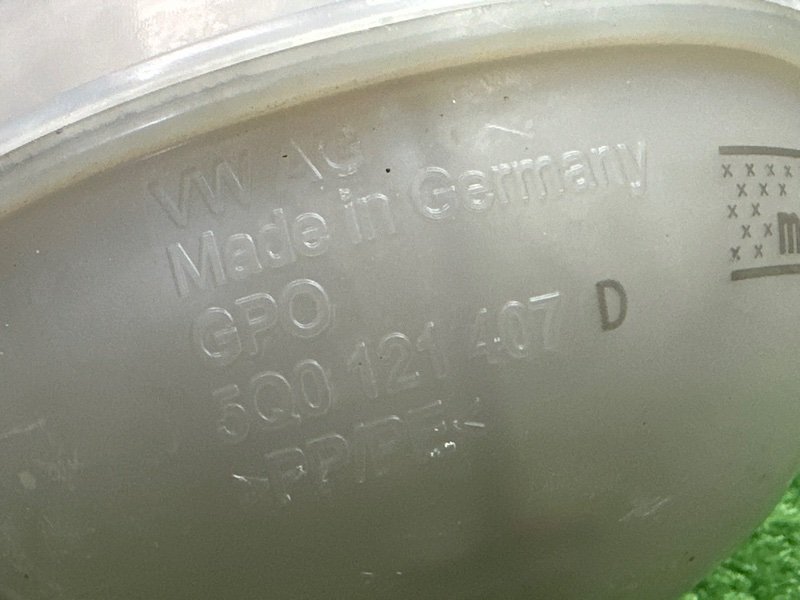 VW AG
Made in Germany
GPO
5Q0 121 407 D
>PP/PE<
m